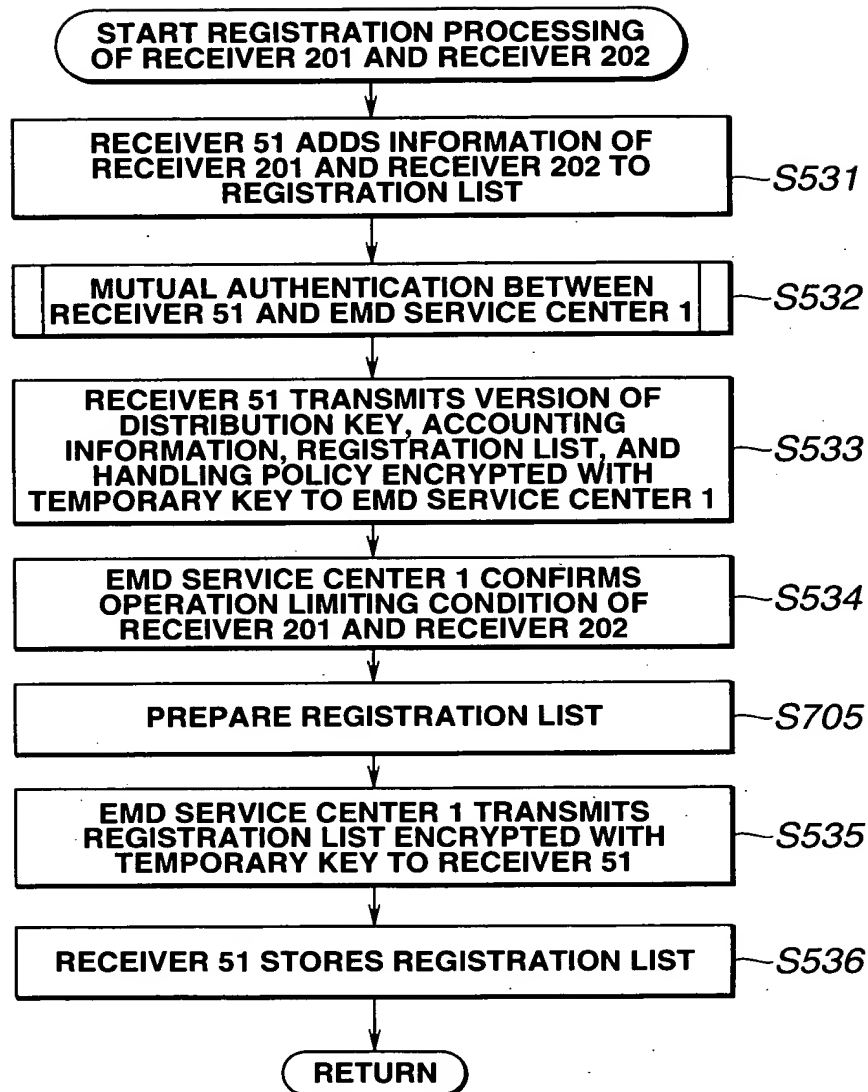 START REGISTRATION PROCESSING
OF RECEIVER 201 AND RECEIVER 202
RECEIVER 51 ADDS INFORMATION OF
RECEIVER 201 AND RECEIVER 202 TO
REGISTRATION LIST
S531
MUTUAL AUTHENTICATION BETWEEN
RECEIVER 51 AND EMD SERVICE CENTER 1
S532
RECEIVER 51 TRANSMITS VERSION OF
DISTRIBUTION KEY, ACCOUNTING
INFORMATION, REGISTRATION LIST, AND
HANDLING POLICY ENCRYPTED WITH
TEMPORARY KEY TO EMD SERVICE CENTER 1
S533
EMD SERVICE CENTER 1 CONFIRMS
OPERATION LIMITING CONDITION OF
RECEIVER 201 AND RECEIVER 202
S534
PREPARE REGISTRATION LIST
S705
EMD SERVICE CENTER 1 TRANSMITS
REGISTRATION LIST ENCRYPTED WITH
TEMPORARY KEY TO RECEIVER 51
S535
RECEIVER 51 STORES REGISTRATION LIST
S536
RETURN